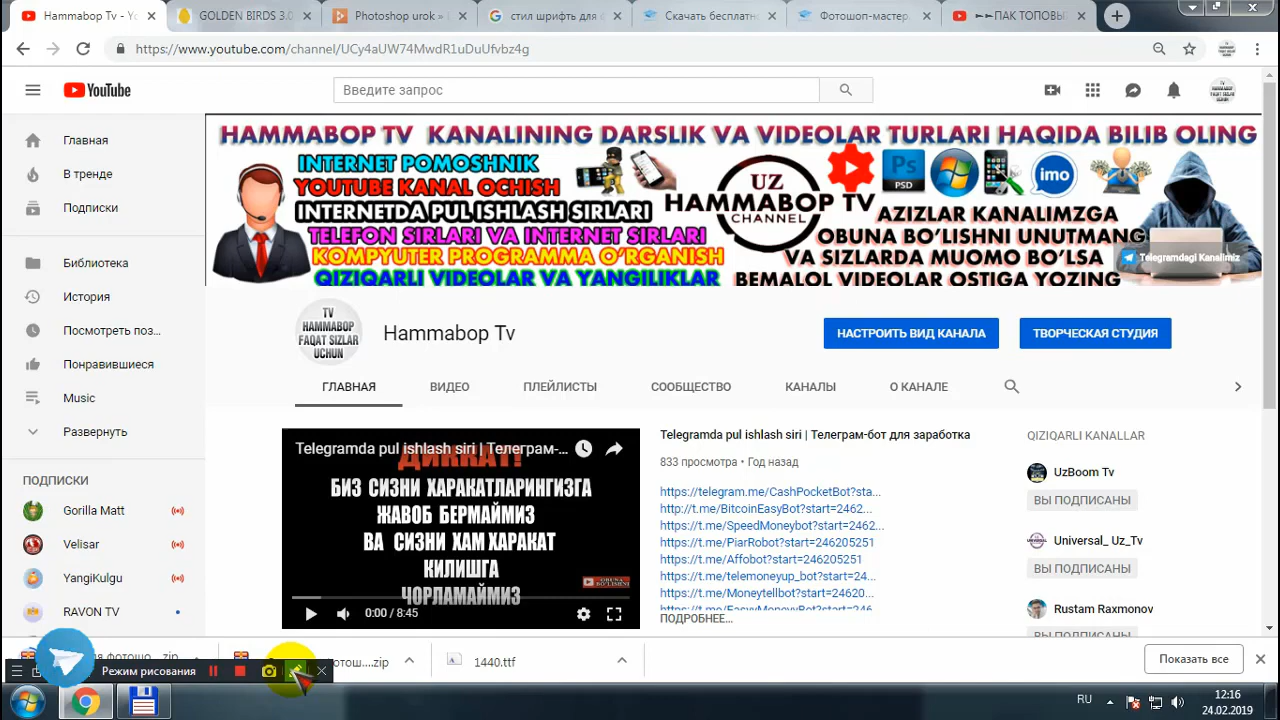 Hammabop Tv - Yo
GOLDEN BIRDS 3.0
Photoshop urok »
стил шрифть для ф
Скачать бесплатн
Фотошоп-мастер.
►►ПАК ТОПОВЫ
https://www.youtube.com/channel/UCy4aUW74MwdR1uDuUfvbz4g
YouTube
Введите запрос
Главная
В тренде
Подписки
Библиотека
История
Посмотреть поз...
Понравившиеся
Music
Развернуть
ПОДПИСКИ
Gorilla Matt
Velisar
YangiKulgu
RAVON TV
HAMMABOP TV KANALINING DARSLIK VA VIDEOLAR TURLARI HAQIDA BILIB OLING
INTERNET POMOSHNIK
YOUTUBE KANAL OCHISH
INTERNETDA PUL ISHLASH SIRLARI
TELEFON SIRLARI VA INTERNET SIRLARI
KOMPYUTER PROGRAMMA O'RGANISH
QIZIQARLI VIDEOLAR VA YANGILIKLAR
UZ
HAMMABOP TV
CHANNEL
Ps
PSD
imo
AZIZLAR KANALIMZGA
OBUNA BO'LISHNI UNUTMANG
VA SIZLARDA MUOMO BO'LSA
BEMALOL VIDEOLAR OSTIGA YOZING
Telegramdagi Kanalimiz
TV
HAMMABOP
FAQAT SIZLAR
UCHUN
Hammabop Tv
НАСТРОИТЬ ВИД КАНАЛА
ТВОРЧЕСКАЯ СТУДИЯ
ГЛАВНАЯ
ВИДЕО
ПЛЕЙЛИСТЫ
СООБЩЕСТВО
КАНАЛЫ
О КАНАЛЕ
Telegramda pul ishlash siri | Телеграм-...
ДИККАТ!
БИЗ СИЗНИ ХАРАКАТЛАРИНГИЗГА
ЖАВОБ БЕРМАЙМИЗ
ВА СИЗНИ ХАМ ХАРАКАТ
КИЛИШГА
ЧОРЛАМАЙМИЗ
OBUNA BO'LISHNI
0:00 / 8:45
Telegramda pul ishlash siri | Телеграм-бот для заработка
833 просмотра • Год назад
https://telegram.me/CashPocketBot?sta...
http://t.me/BitcoinEasyBot?start=2462...
https://t.me/SpeedMoneybot?start=2462...
https://t.me/PiarRobot?start=246205251
https://t.me/Affobot?start=246205251
https://t.me/telemoneyup_bot?start=24...
https://t.me/Moneytellbot?start=24620...
ПОДРОБНЕЕ...
QIZIQARLI KANALLAR
UzBoom Tv
ВЫ ПОДПИСАНЫ
Universal_ Uz_Tv
ВЫ ПОДПИСАНЫ
Rustam Raxmonov
ВЫ ПОДПИСАНЫ
1440.ttf
Показать все
Режим рисования
RU
12:16
24.02.2019